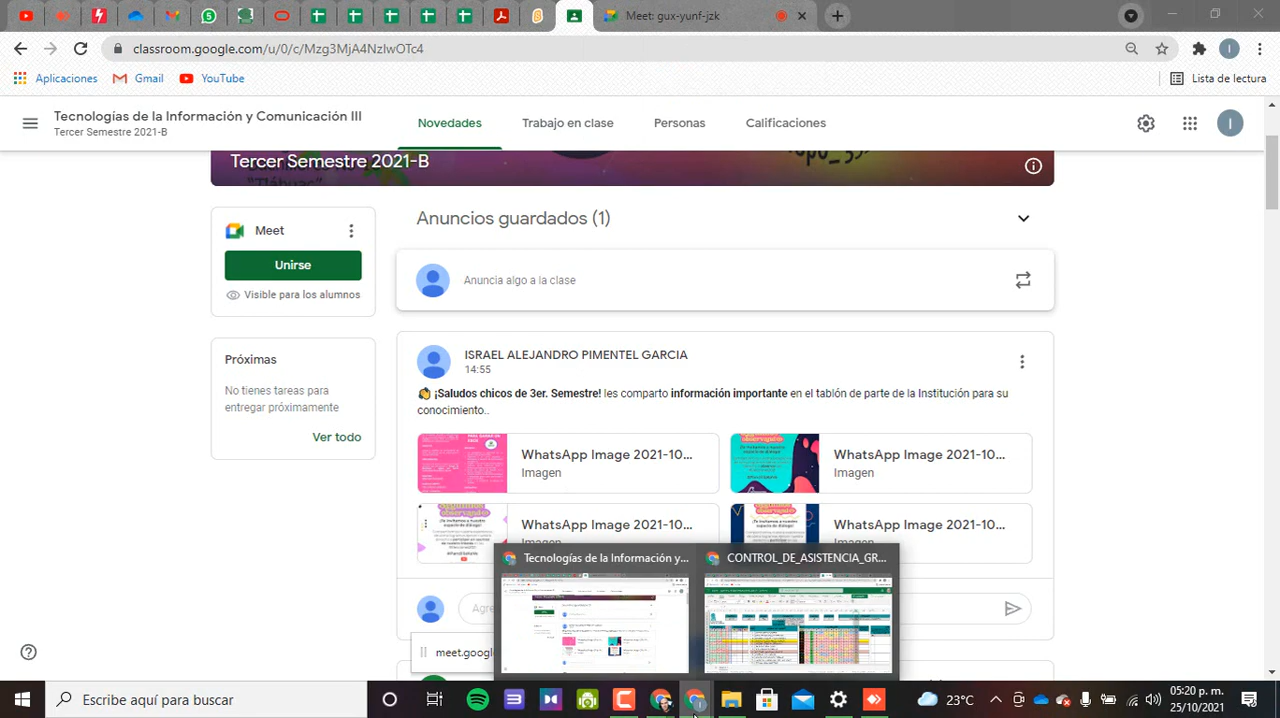 Meet: gux-yunf-jzk
classroom.google.com/u/0/c/Mzg3MjA4NzIwOTc4
Aplicaciones
Gmail
YouTube
Lista de lectura
Tecnologías de la Información y Comunicación III
Tercer Semestre 2021-B
Novedades
Trabajo en clase
Personas
Calificaciones
I
Tercer Semestre 2021-B
"Tláhuac"
Meet
Unirse
Visible para los alumnos
Anuncios guardados (1)
Anuncia algo a la clase
Próximas
No tienes tareas para
entregar próximamente
Ver todo
ISRAEL ALEJANDRO PIMENTEL GARCIA
14:55
¡Saludos chicos de 3er. Semestre! les comparto información importante en el tablón de parte de la Institución para su
conocimiento..
WhatsApp Image 2021-10...
Imagen
WhatsApp Image 2021-10...
Imagen
WhatsApp Image 2021-10...
WhatsApp Image 2021-10...
Imagen
Tecnologías de la Información y...
CONTROL_DE_ASISTENCIA_GR...
Agre
meet.google
Escribe aquí para buscar
23°C
05:20 p. m.
25/10/2021